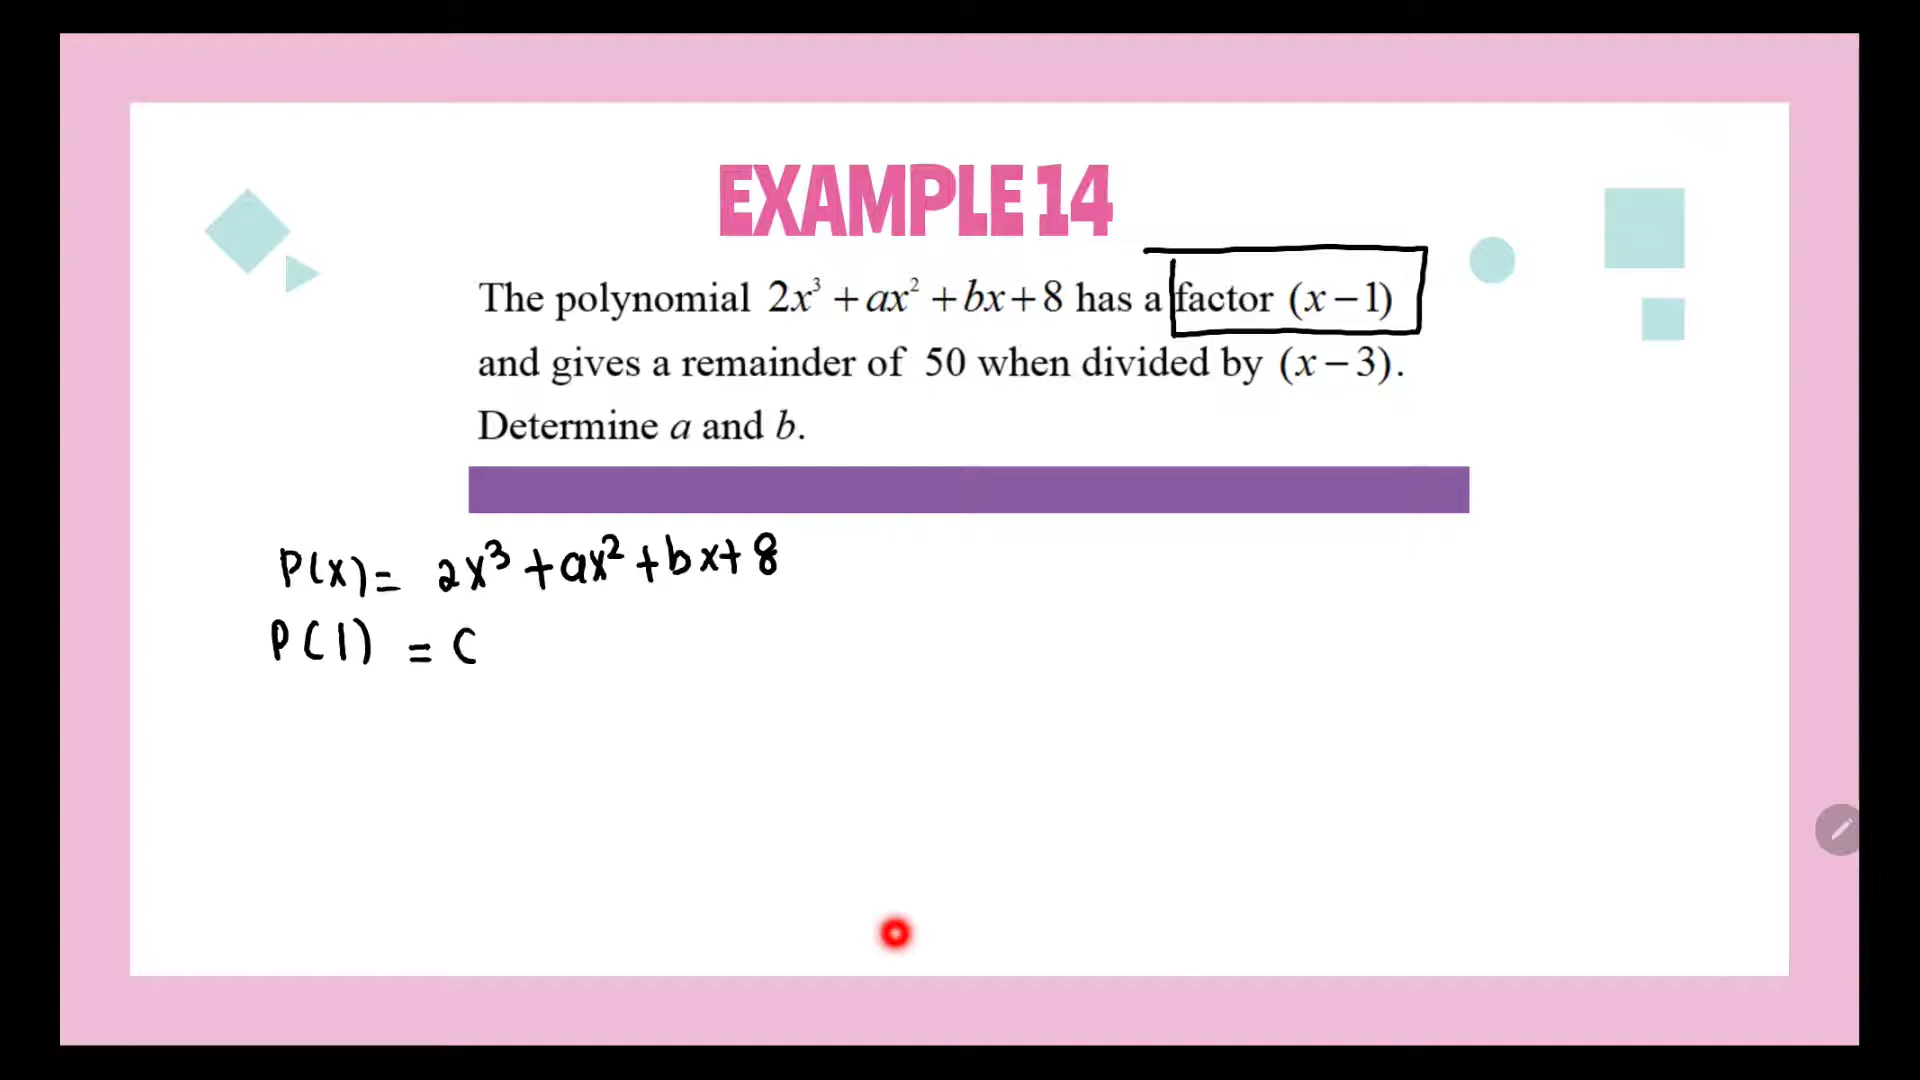 EXAMPLE 14
The polynomial 2x³ + ax² + bx + 8 has a factor (x − 1)
and gives a remainder of 50 when divided by (x − 3).
Determine a and b.
P(x) = 2x³ + ax² + bx + 8
P(1) = C